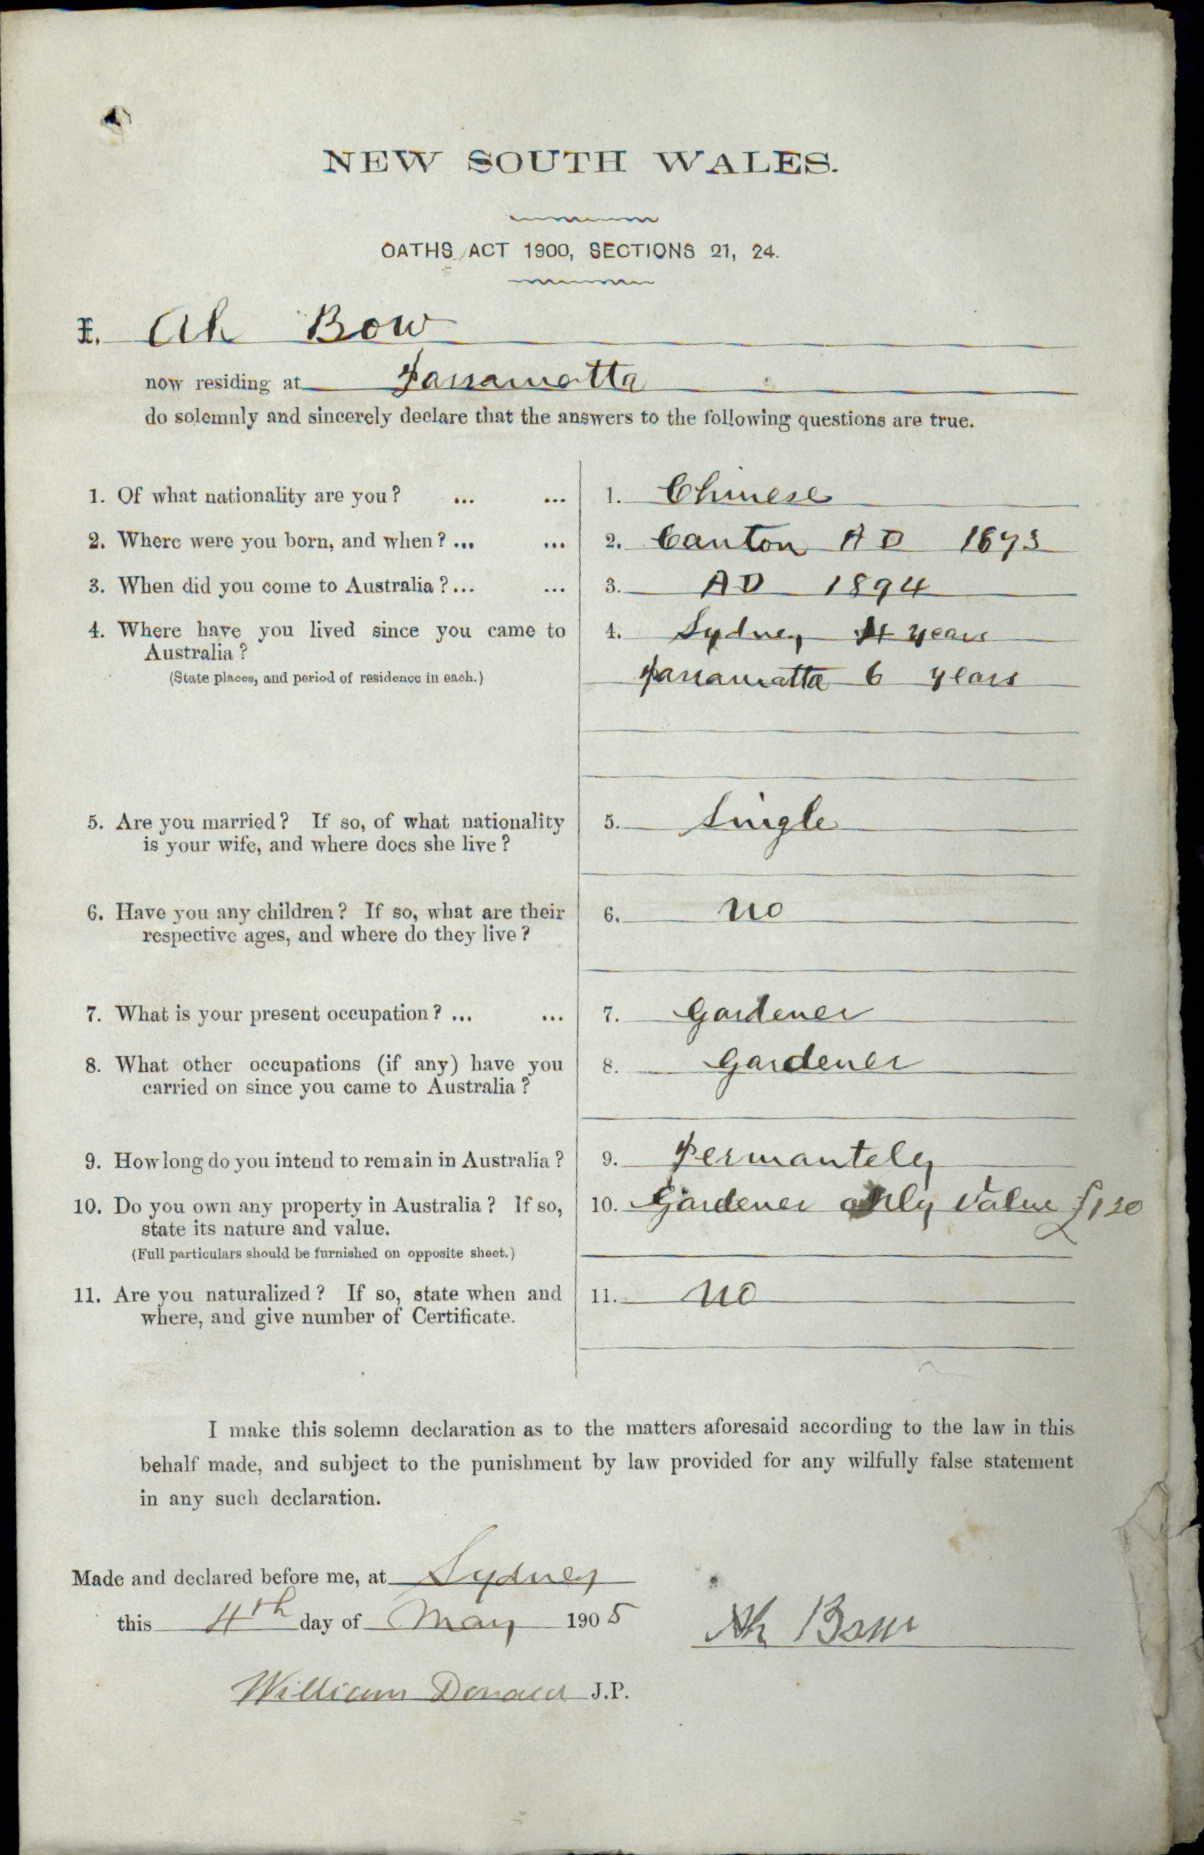 NEW SOUTH WALES.
OATHS ACT 1900, SECTIONS 21, 24.
I, Ah Bow
now residing at Parramatta
do solemnly and sincerely declare that the answers to the following questions are true.
1. Of what nationality are you? ... ... 1. Chinese
2. Where were you born, and when? ... ... 2. Canton AD 1873
3. When did you come to Australia? ... ... 3. AD 1894
4. Where have you lived since you came to 4. Sydney 4 years
Australia?
(State places, and period of residence in each.) Parramatta 6 years
5. Are you married? If so, of what nationality 5. Single
is your wife, and where does she live?
6. Have you any children? If so, what are their 6. No
respective ages, and where do they live?
7. What is your present occupation? ... ... 7. Gardener
8. What other occupations (if any) have you 8. Gardener
carried on since you came to Australia?
9. How long do you intend to remain in Australia? 9. Permantely
10. Do you own any property in Australia? If so, 10. Gardener only Value £120
state its nature and value.
(Full particulars should be furnished on opposite sheet.)
11. Are you naturalized? If so, state when and 11. No
where, and give number of Certificate.
I make this solemn declaration as to the matters aforesaid according to the law in this
behalf made, and subject to the punishment by law provided for any wilfully false statement
in any such declaration.
Made and declared before me, at Sydney
this 4th day of May 1905 Ah Bow
William Donald J.P.